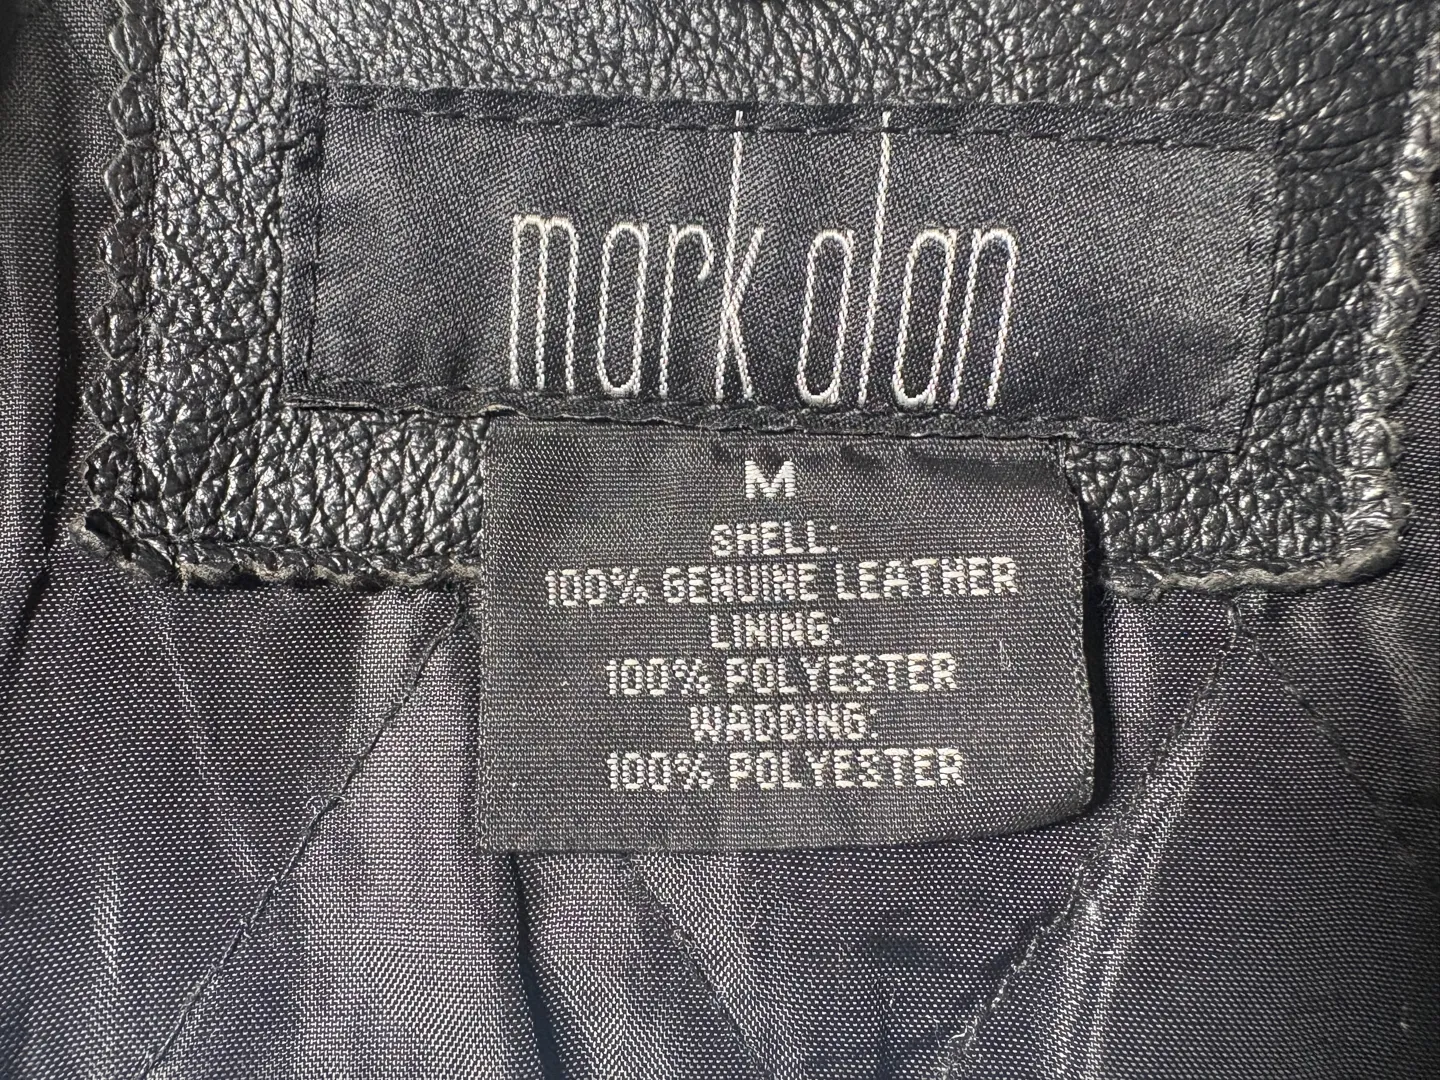 mark alan
M
SHELL:
100% GENUINE LEATHER
LINING:
100% POLYESTER
WADDING:
100% POLYESTER